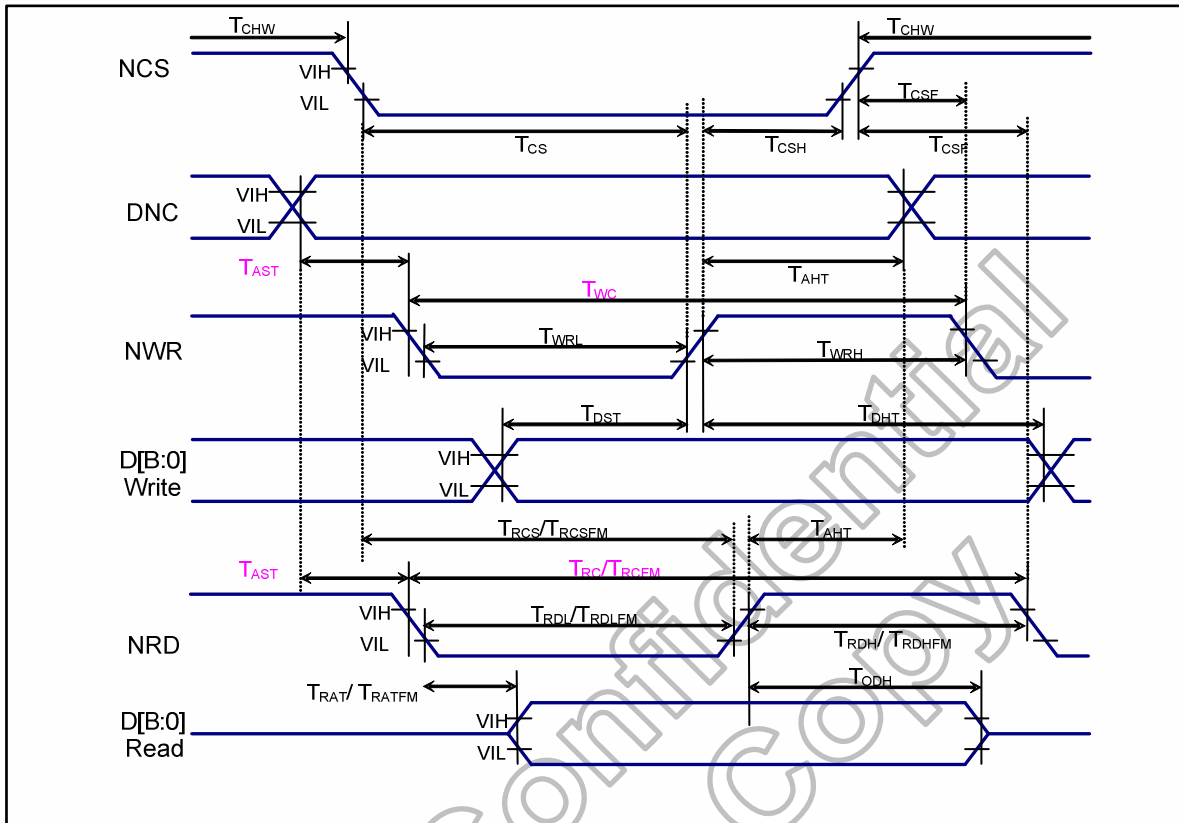 TCHW
TCHW
NCS
VIH
VIL
TCSF
TCS
TCSH
TCSF
DNC
VIH
VIL
TAST
TAHT
TWC
NWR
VIH
VIL
TWRL
TWRH
TDST
TDHT
D[B:0]
Write
VIH
VIL
TRCS/TRCSFM
TAHT
TAST
TRC/TRCFM
NRD
VIH
VIL
TRDL/TRDLFM
TRDH/ TRDHFM
TRAT/ TRATFM
TODH
D[B:0]
Read
VIH
VIL
Confidential
Copy